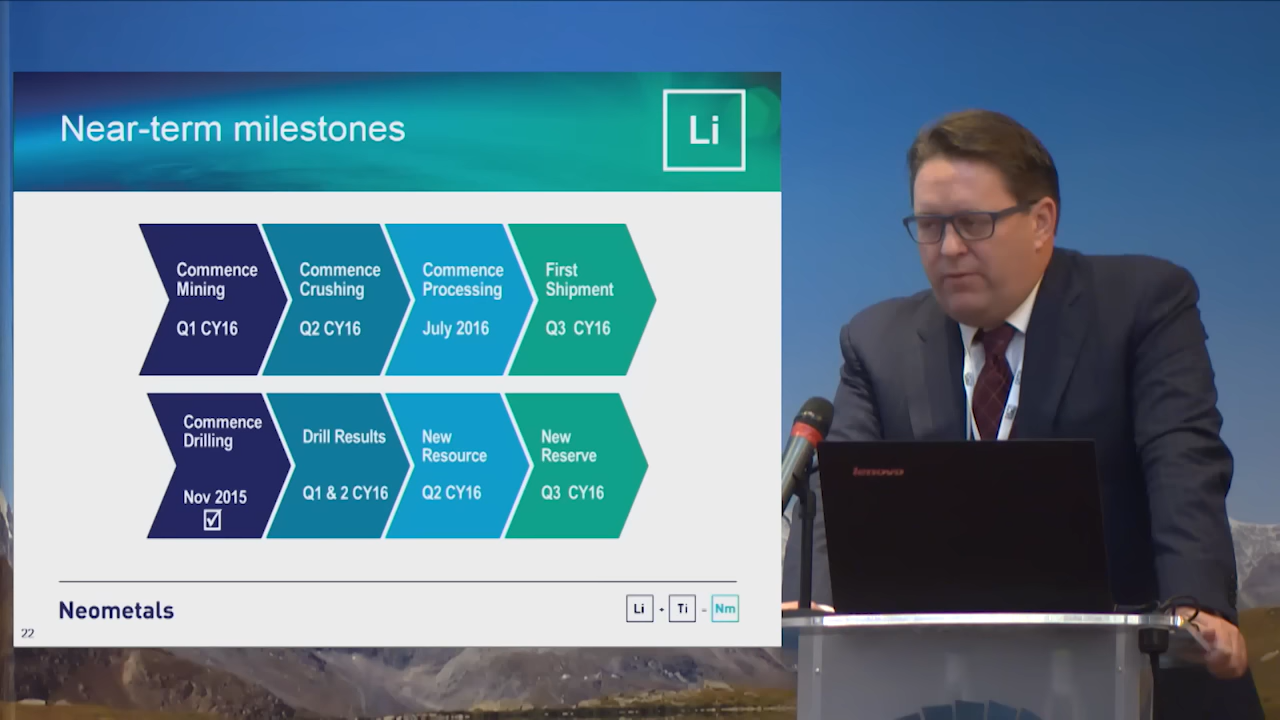 Near-term milestones
Li
Commence
Mining
Q1 CY16
Commence
Crushing
Q2 CY16
Commence
Processing
July 2016
First
Shipment
Q3 CY16
Commence
Drilling
Nov 2015
Drill Results
Q1 & 2 CY16
New
Resource
Q2 CY16
New
Reserve
Q3 CY16
Neometals
Li + Ti = Nm
22
lenovo